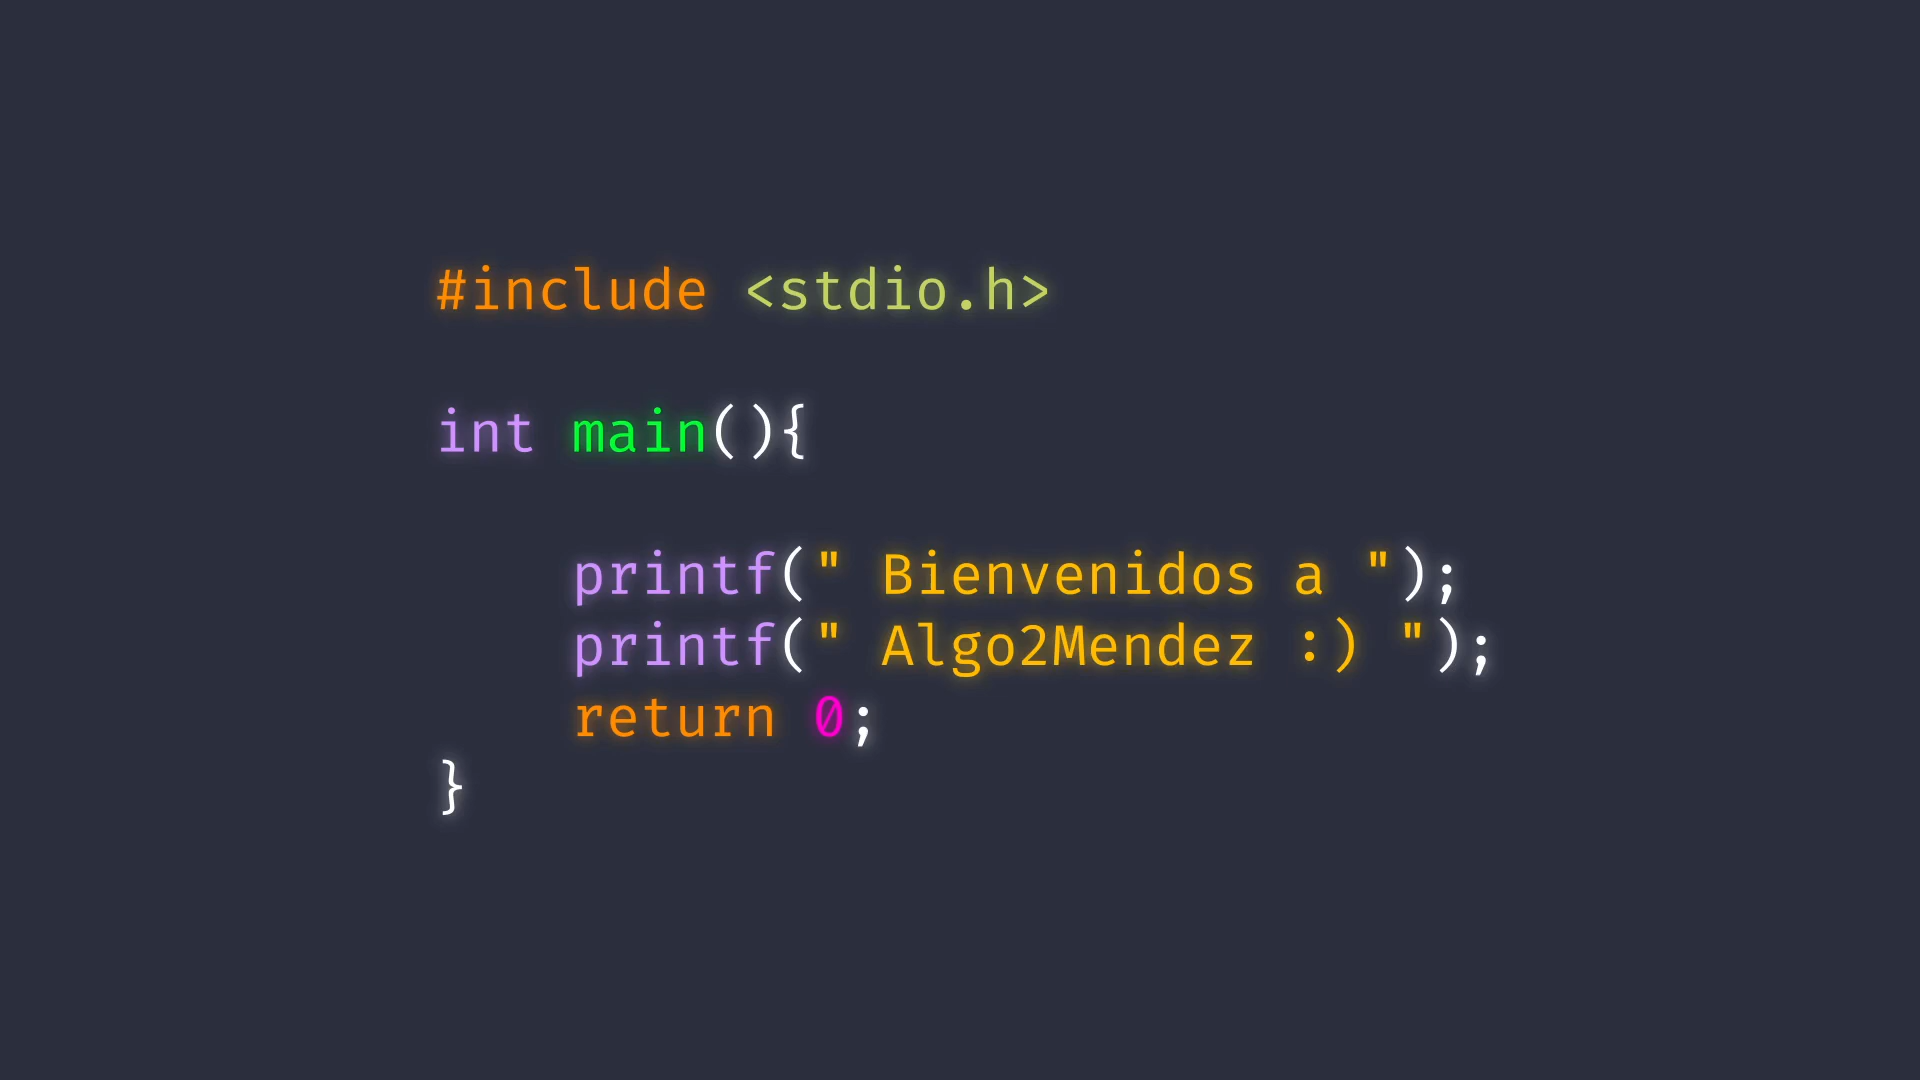 #include <stdio.h>
int main(){
printf(" Bienvenidos a ");
printf(" Algo2Mendez :) ");
return 0;
}